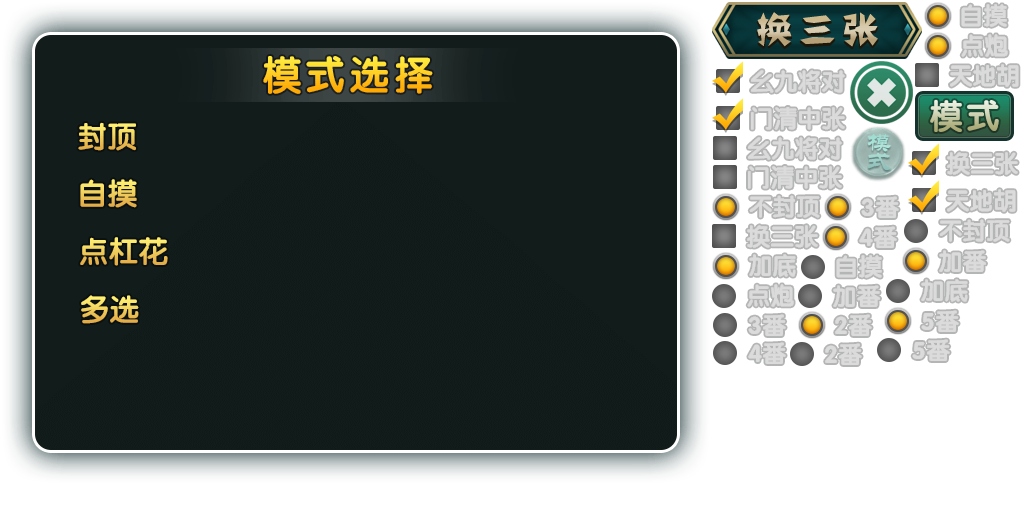 模式选择
封顶
自摸
点杠花
多选
换三张
自摸
点炮
天地胡
幺九将对
模式
门清中张
模式
幺九将对
换三张
门清中张
天地胡
不封顶
3番
不封顶
换三张
4番
加番
加底
自摸
加底
点炮
加番
5番
3番
2番
5番
4番
2番